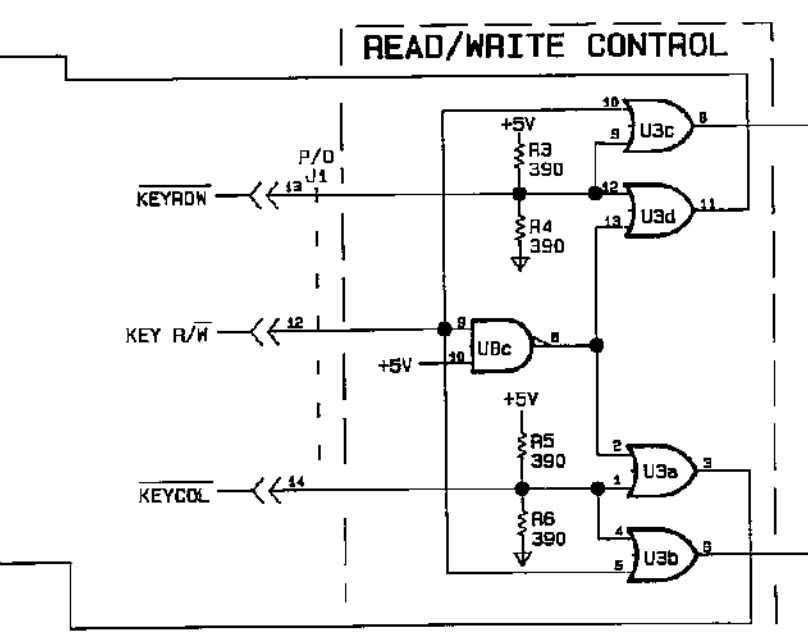 READ/WRITE CONTROL
10
U3c
8
9
+5V
R3
390
P/O
J1
KEYROW
13
12
U3d
11
13
R4
390
KEY R/W
12
9
U8c
8
+5V
10
+5V
R5
390
2
U3a
3
1
KEYCOL
14
R6
390
4
U3b
6
5